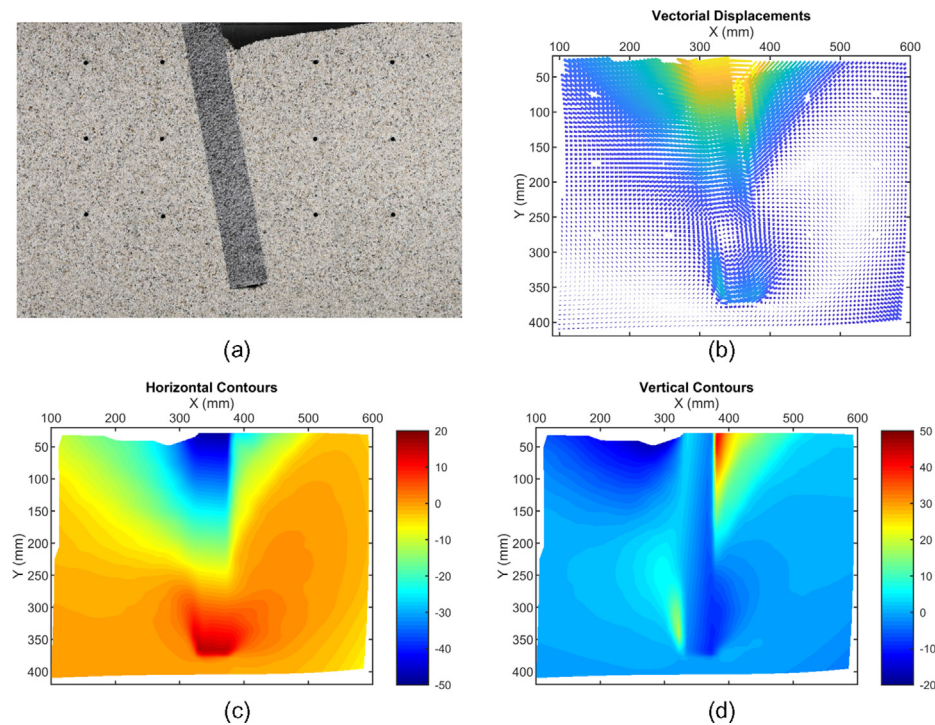 Vectorial Displacements
X (mm)
100 200 300 400 500 600
Y (mm)
50
100
150
200
250
300
350
400
(a)
(b)
Horizontal Contours
X (mm)
100 200 300 400 500 600
Y (mm)
50
100
150
200
250
300
350
400
20
10
0
-10
-20
-30
-40
-50
(c)
Vertical Contours
X (mm)
100 200 300 400 500 600
Y (mm)
50
100
150
200
250
300
350
400
50
40
30
20
10
0
-10
-20
(d)